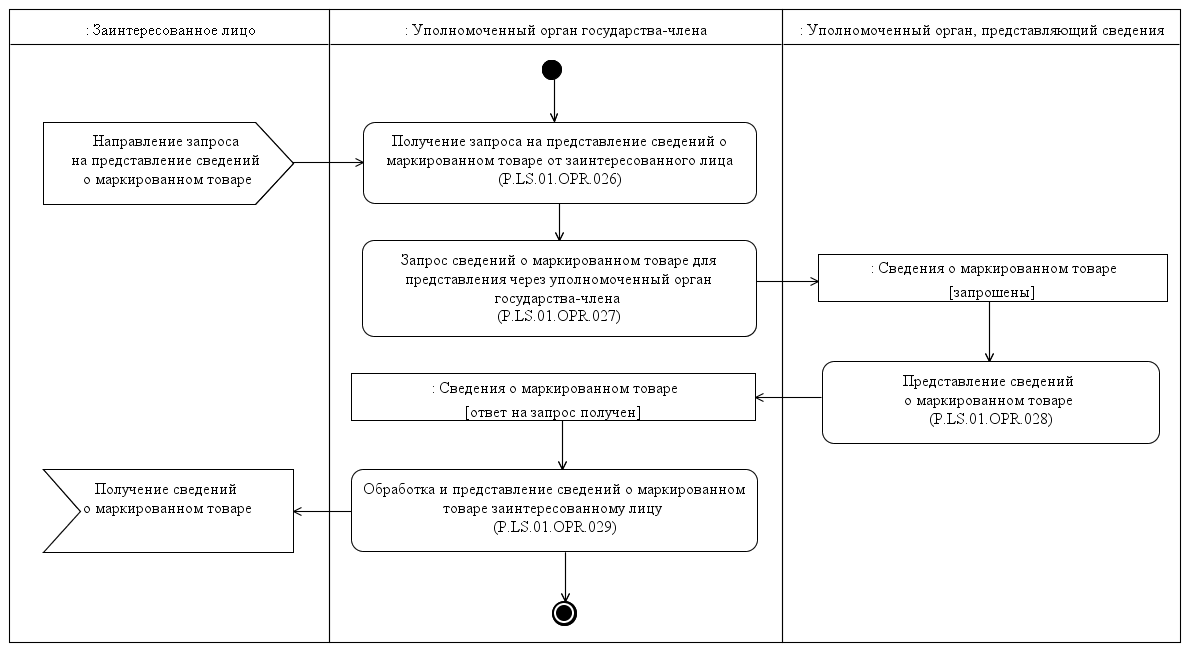 : Заинтересованное лицо
: Уполномоченный орган государства-члена
: Уполномоченный орган, представляющий сведения
Направление запроса
на представление сведений
о маркированном товаре
Получение запроса на представление сведений о
маркированном товаре от заинтересованного лица
(P.LS.01.OPR.026)
Запрос сведений о маркированном товаре для
представления через уполномоченный орган
государства-члена
(P.LS.01.OPR.027)
: Сведения о маркированном товаре
[запрошены]
Представление сведений
о маркированном товаре
(P.LS.01.OPR.028)
: Сведения о маркированном товаре
[ответ на запрос получен]
Получение сведений
о маркированном товаре
Обработка и представление сведений о маркированном
товаре заинтересованному лицу
(P.LS.01.OPR.029)